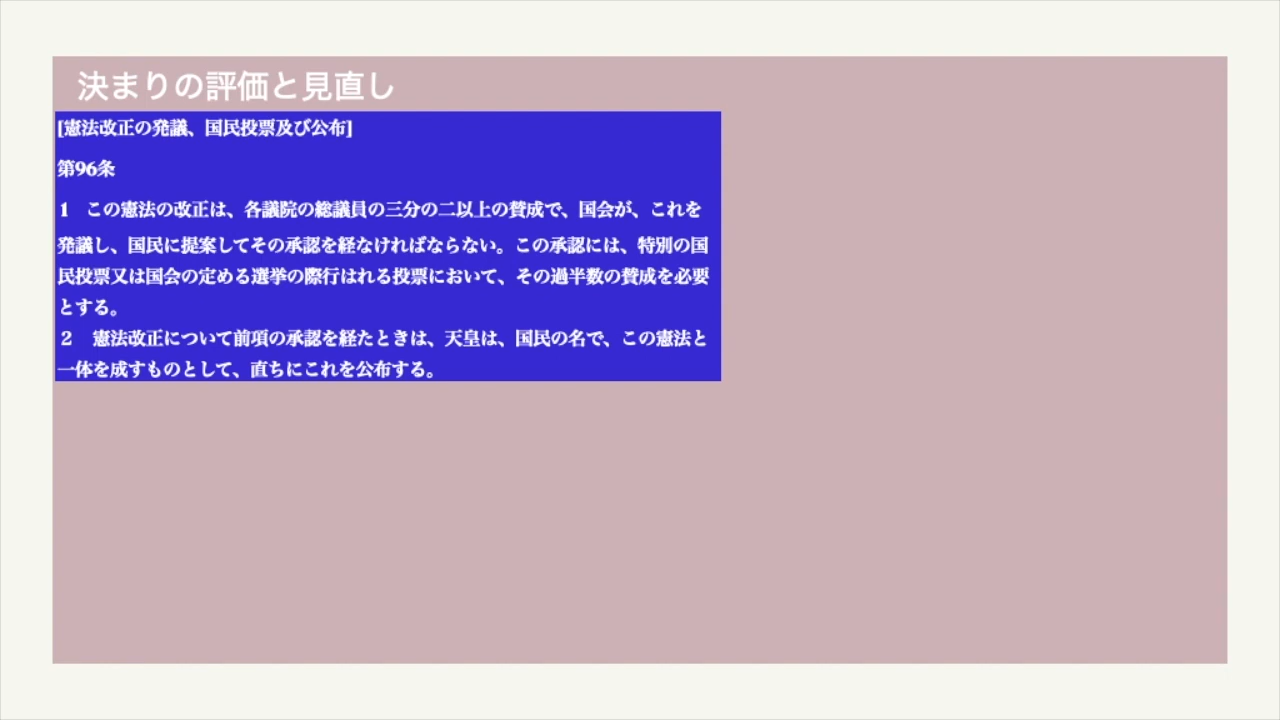 決まりの評価と見直し
[憲法改正の発議、国民投票及び公布]
第96条
1　この憲法の改正は、各議院の総議員の三分の二以上の賛成で、国会が、これを
発議し、国民に提案してその承認を経なければならない。この承認には、特別の国
民投票又は国会の定める選挙の際行はれる投票において、その過半数の賛成を必要
とする。
2　憲法改正について前項の承認を経たときは、天皇は、国民の名で、この憲法と
一体を成すものとして、直ちにこれを公布する。